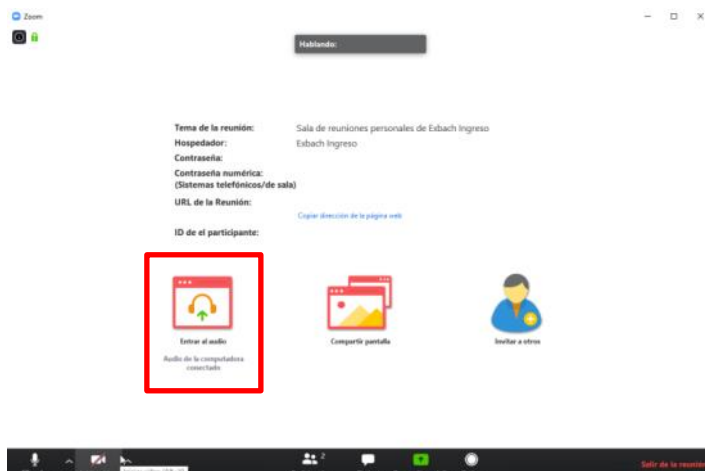 Zoom
Hablando:
Tema de la reunión: Sala de reuniones personales de Exbach Ingreso
Hospedador: Exbach Ingreso
Contraseña:
Contraseña numérica:
(Sistemas telefónicos/de sala)
URL de la Reunión:
Copiar dirección de la página web
ID de el participante:
Entrar al audio
Audio de la computadora
conectado
Compartir pantalla
Invitar a otros
2
Salir de la reunión